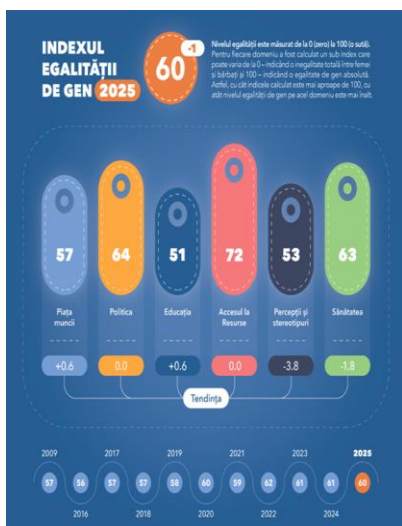 INDEXUL
EGALITĂȚII
DE GEN 2025
60
-1
Nivelul egalității este măsurat de la 0 (zero) la 100 (o sută).
Pentru fiecare domeniu a fost calculat un sub index care
poate varia de la 0 – indicând o inegalitate totală între femei
și bărbați și 100 – indicând o egalitate de gen absolută.
Astfel, cu cât indicele calculat este mai aproape de 100, cu
atât nivelul egalității de gen pe acel domeniu este mai înalt.
57
64
51
72
53
63
Piața
muncii
Politica
Educația
Accesul la
Resurse
Percepții și
stereotipuri
Sănătatea
+0.6
0.0
+0.6
0.0
-3.8
-1.8
Tendința
2009
2017
2019
2021
2023
2025
57
56
57
57
58
60
59
62
61
61
60
2016
2018
2020
2022
2024